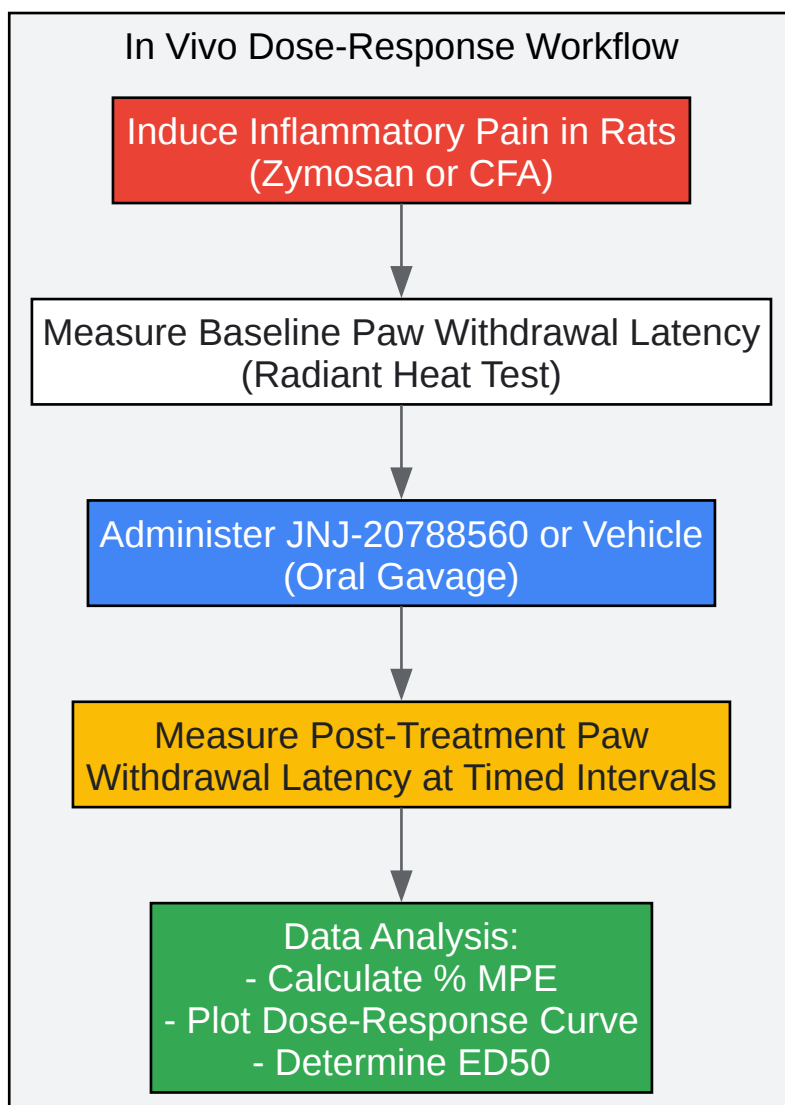 In Vivo Dose-Response Workflow
Induce Inflammatory Pain in Rats
(Zymosan or CFA)
Measure Baseline Paw Withdrawal Latency
(Radiant Heat Test)
Administer JNJ-20788560 or Vehicle
(Oral Gavage)
Measure Post-Treatment Paw
Withdrawal Latency at Timed Intervals
Data Analysis:
- Calculate % MPE
- Plot Dose-Response Curve
- Determine ED50